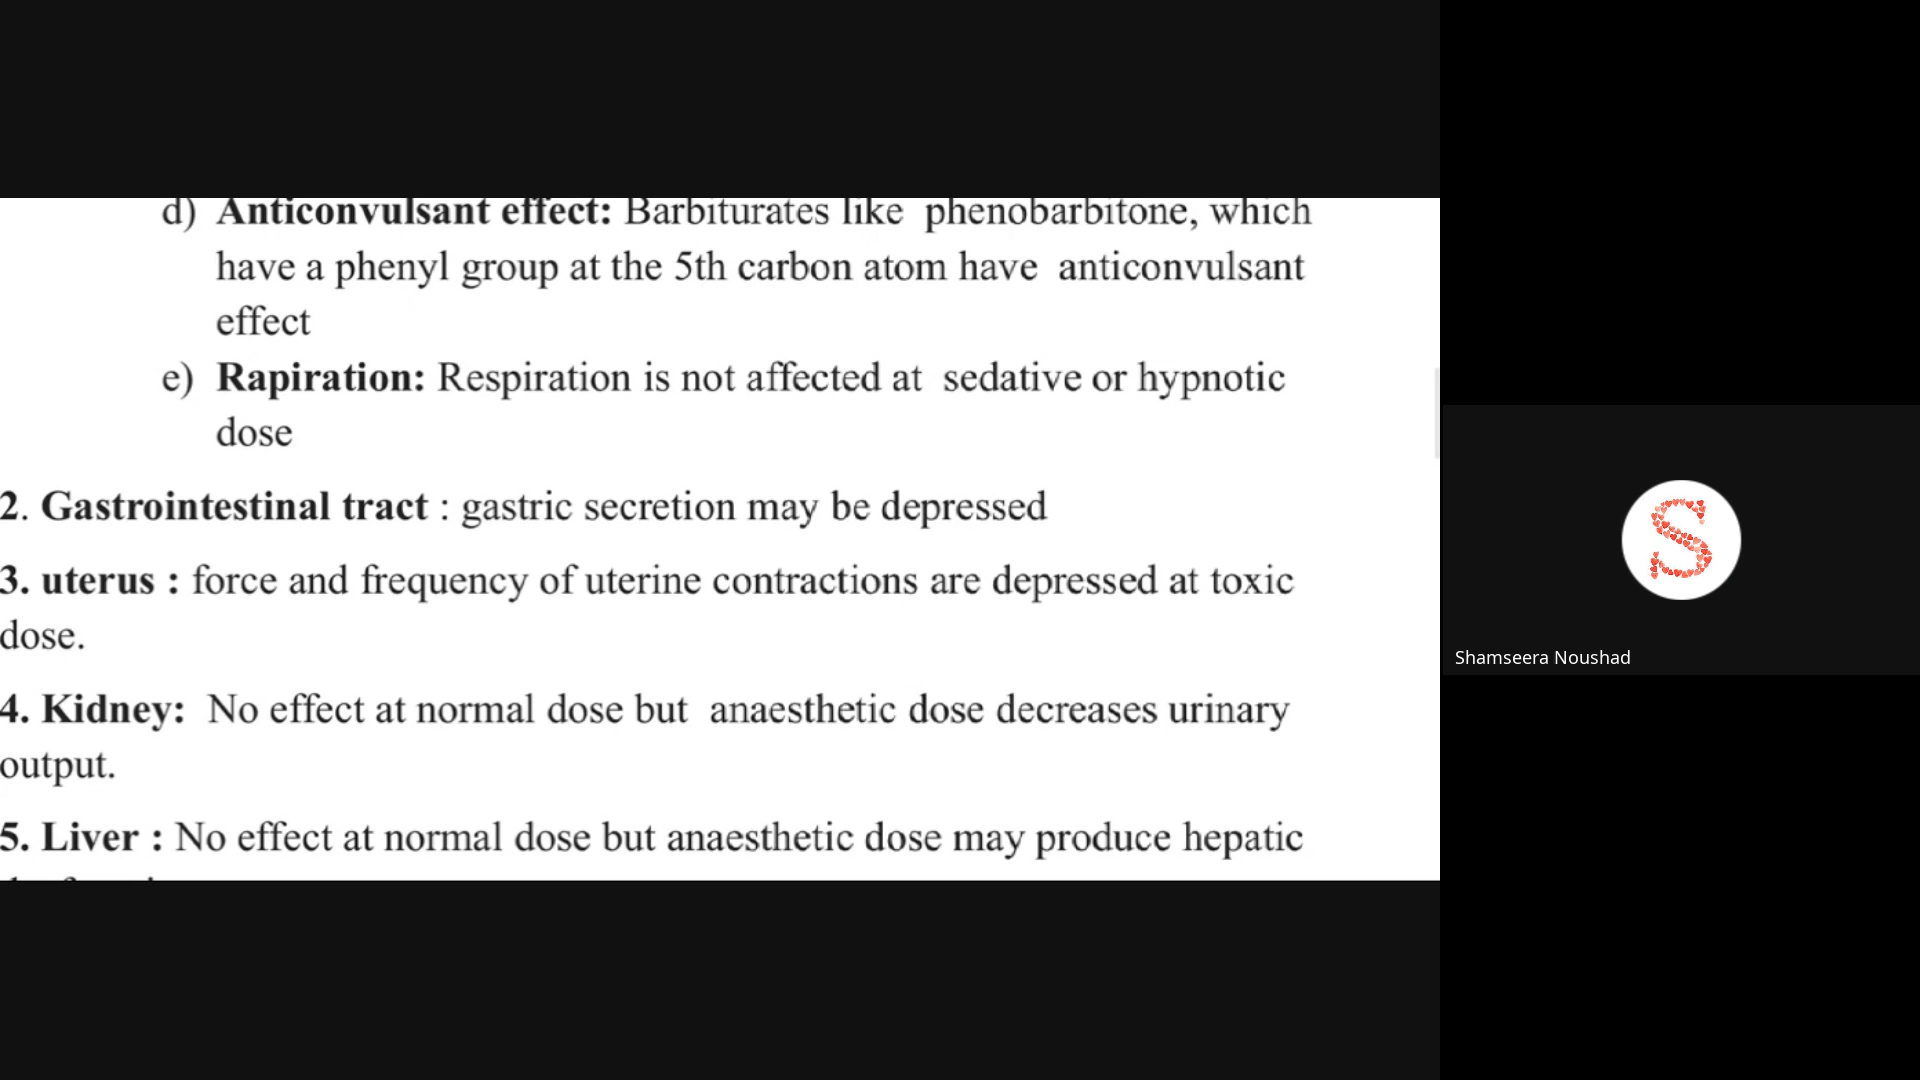 d) Anticonvulsant effect: Barbiturates like phenobarbitone, which
have a phenyl group at the 5th carbon atom have anticonvulsant
effect
e) Rapiration: Respiration is not affected at sedative or hypnotic
dose
2. Gastrointestinal tract : gastric secretion may be depressed
3. uterus : force and frequency of uterine contractions are depressed at toxic
dose.
4. Kidney: No effect at normal dose but anaesthetic dose decreases urinary
output.
5. Liver : No effect at normal dose but anaesthetic dose may produce hepatic
S
Shamseera Noushad